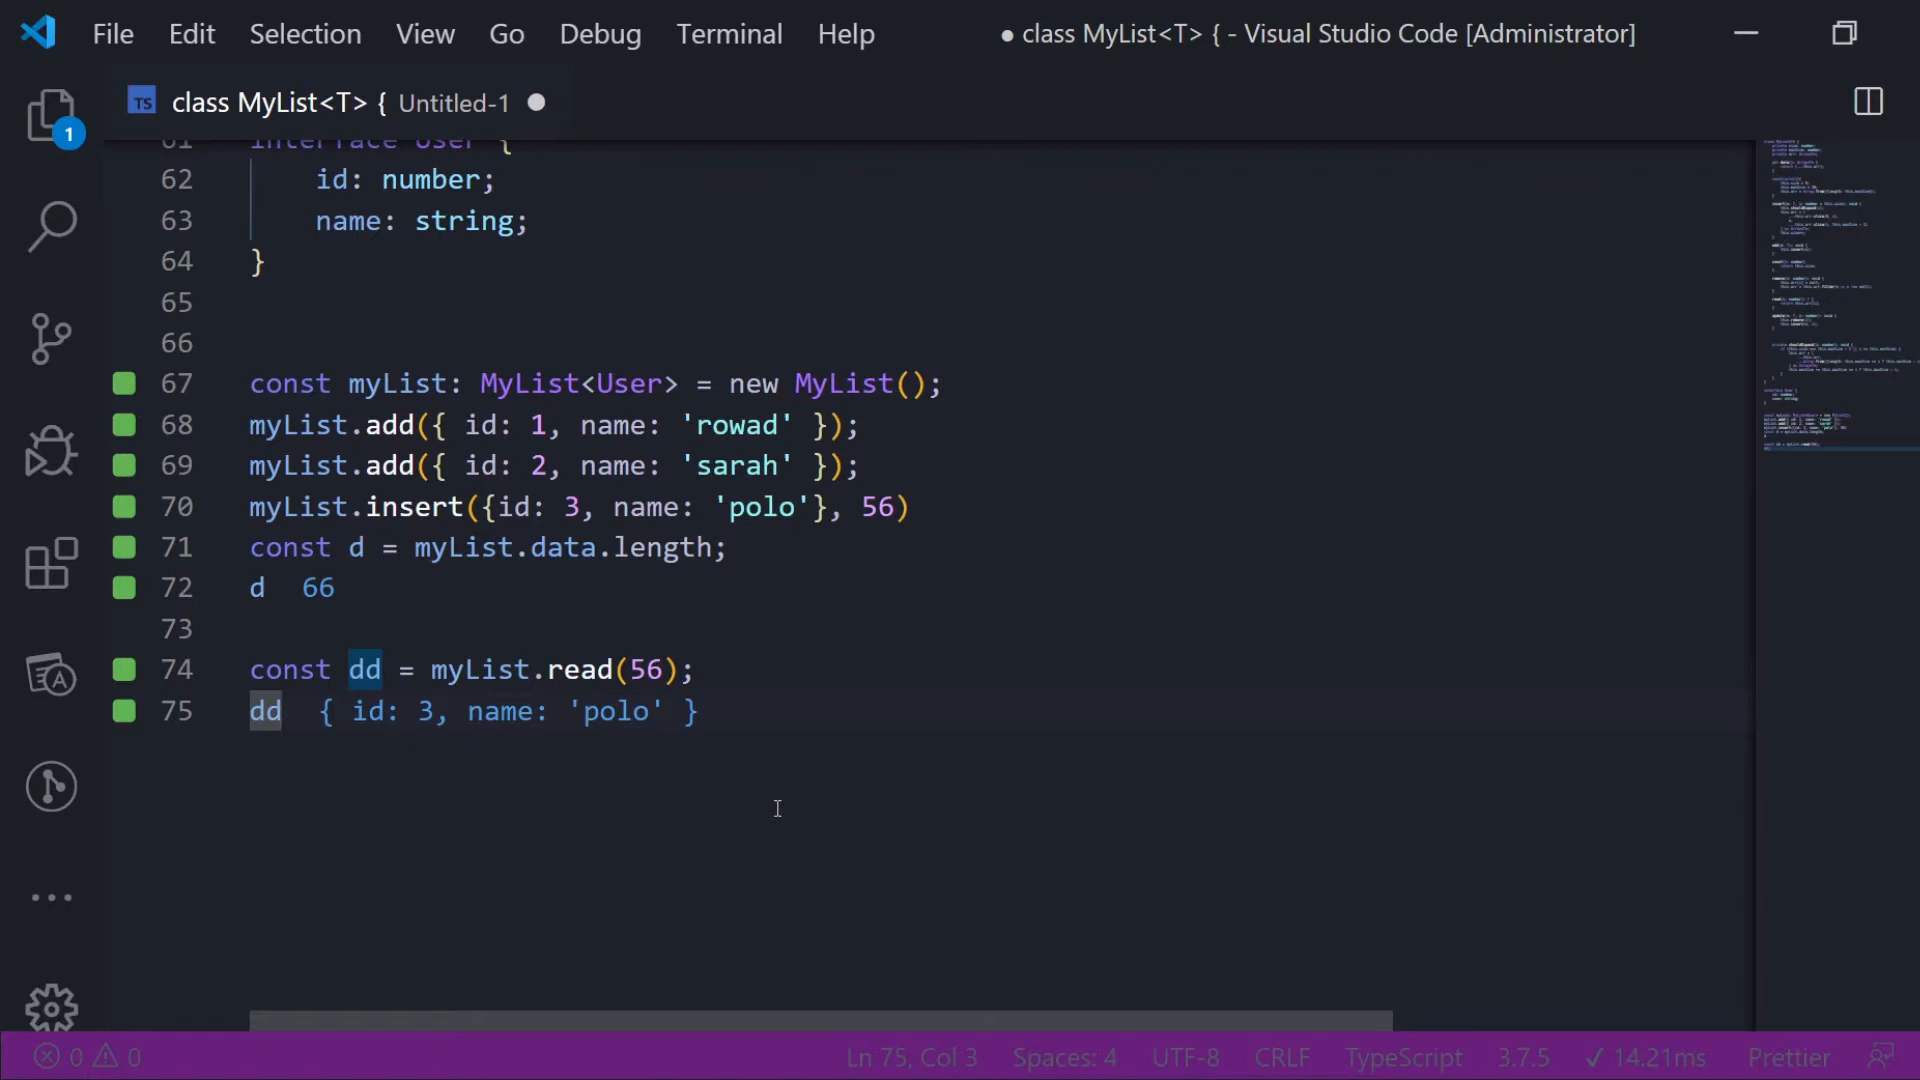 File Edit Selection View Go Debug Terminal Help ● class MyList<T> { - Visual Studio Code [Administrator]
TS class MyList<T> { Untitled-1 ●
1
61 interface User {
62 id: number;
63 name: string;
64 }
65
66
67 const myList: MyList<User> = new MyList();
68 myList.add({ id: 1, name: 'rowad' });
69 myList.add({ id: 2, name: 'sarah' });
70 myList.insert({id: 3, name: 'polo'}, 56)
71 const d = myList.data.length;
72 d 66
73
74 const dd = myList.read(56);
75 dd { id: 3, name: 'polo' }
0 0 Ln 75, Col 3 Spaces: 4 UTF-8 CRLF TypeScript 3.7.5 ✓ 14.21ms Prettier